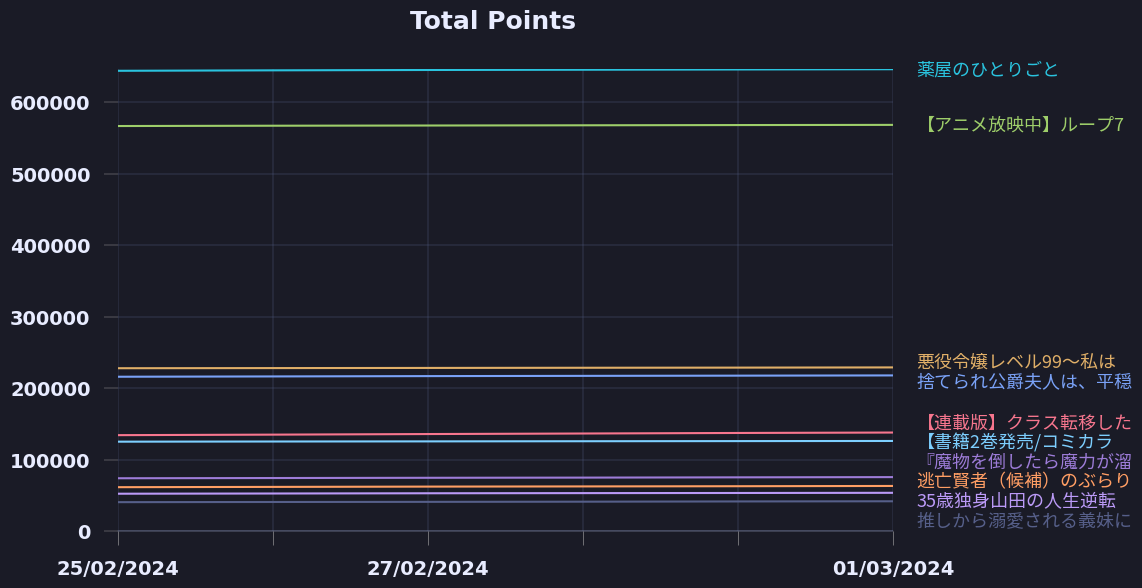 Total Points
600000
500000
400000
300000
200000
100000
0
25/02/2024
27/02/2024
01/03/2024
薬屋のひとりごと
【アニメ放映中】ループ7
悪役令嬢レベル99～私は
捨てられ公爵夫人は、平穏
【連載版】クラス転移した
【書籍2巻発売/コミカラ
『魔物を倒したら魔力が溜
逃亡賢者（候補）のぶらり
35歳独身山田の人生逆転
推しから溺愛される義妹に